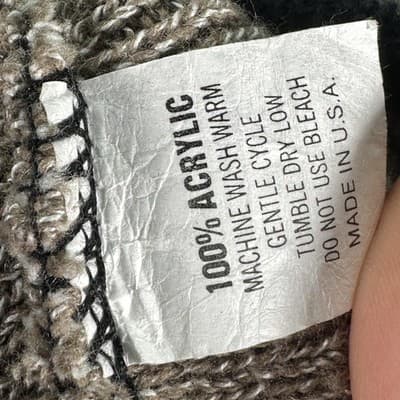 100% ACRYLIC
MACHINE WASH WARM
GENTLE CYCLE
TUMBLE DRY LOW
DO NOT USE BLEACH
MADE IN U.S.A.